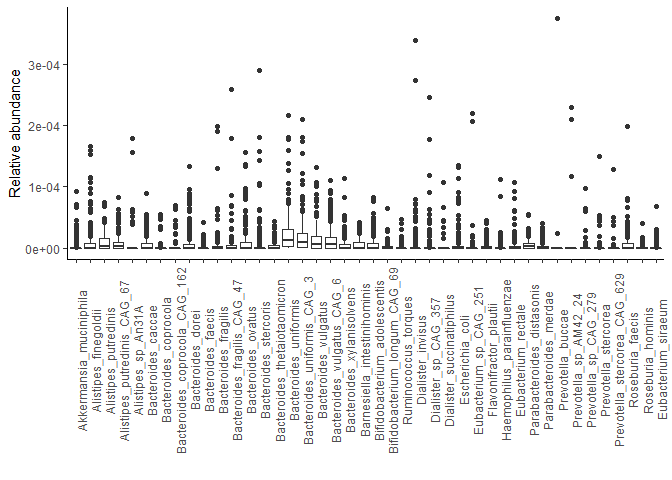 Relative abundance
3e-04
2e-04
1e-04
0e+00
Akkermansia_muciniphila
Alistipes_finegoldii
Alistipes_putredinis
Alistipes_putredinis_CAG_67
Alistipes_sp_An31A
Bacteroides_caccae
Bacteroides_coprocola
Bacteroides_coprocola_CAG_162
Bacteroides_dorei
Bacteroides_faecis
Bacteroides_fragilis
Bacteroides_fragilis_CAG_47
Bacteroides_ovatus
Bacteroides_stercoris
Bacteroides_thetaiotaomicron
Bacteroides_uniformis
Bacteroides_uniformis_CAG_3
Bacteroides_vulgatus
Bacteroides_vulgatus_CAG_6
Bacteroides_xylanisolvens
Barnesiella_intestinihominis
Bifidobacterium_adolescentis
Bifidobacterium_longum_CAG_69
Ruminococcus_torques
Dialister_invisus
Dialister_sp_CAG_357
Dialister_succinatiphilus
Escherichia_coli
Eubacterium_sp_CAG_251
Flavonifractor_plautii
Haemophilus_parainfluenzae
Eubacterium_rectale
Parabacteroides_distasonis
Parabacteroides_merdae
Prevotella_buccae
Prevotella_sp_AM42_24
Prevotella_sp_CAG_279
Prevotella_stercorea
Prevotella_stercorea_CAG_629
Roseburia_faecis
Roseburia_hominis
Eubacterium_siraeum